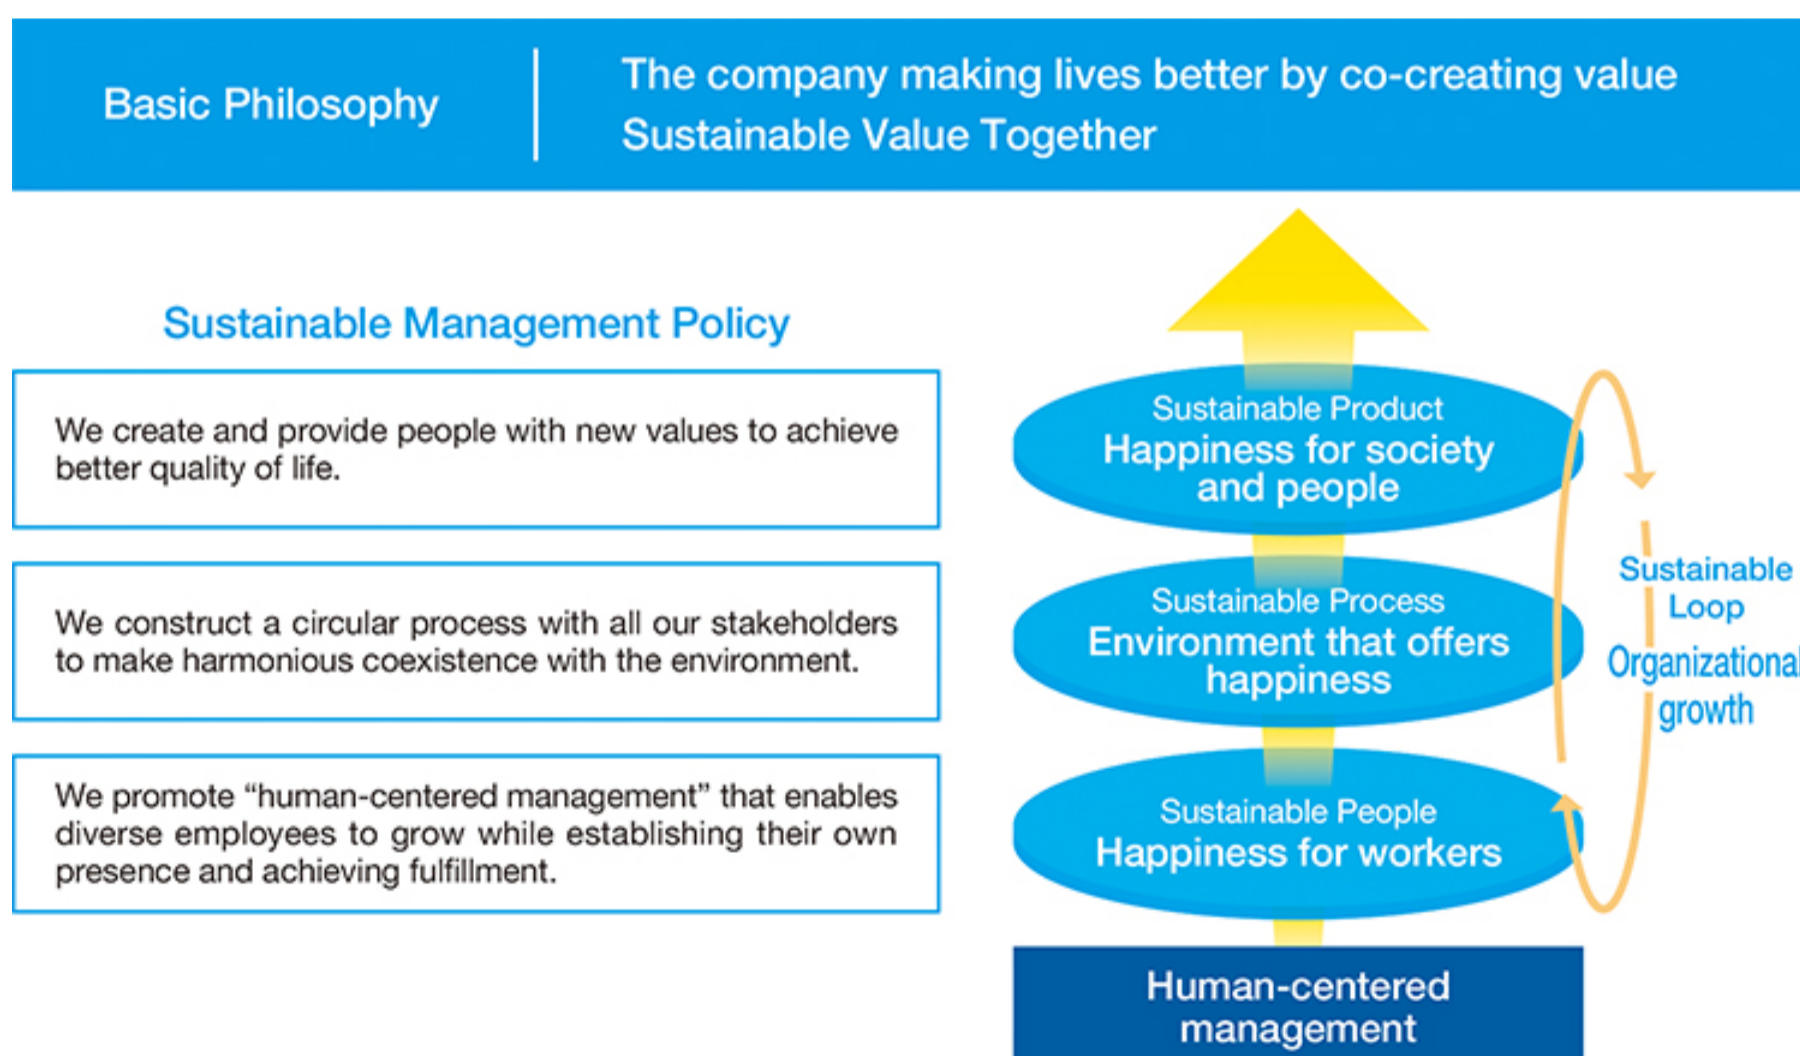 Basic Philosophy
The company making lives better by co-creating value
Sustainable Value Together
Sustainable Management Policy
We create and provide people with new values to achieve
better quality of life.
We construct a circular process with all our stakeholders
to make harmonious coexistence with the environment.
We promote “human-centered management” that enables
diverse employees to grow while establishing their own
presence and achieving fulfillment.
Sustainable Product
Happiness for society
and people
Sustainable Process
Environment that offers
happiness
Sustainable People
Happiness for workers
Human-centered
management
Sustainable
Loop
Organizational
growth